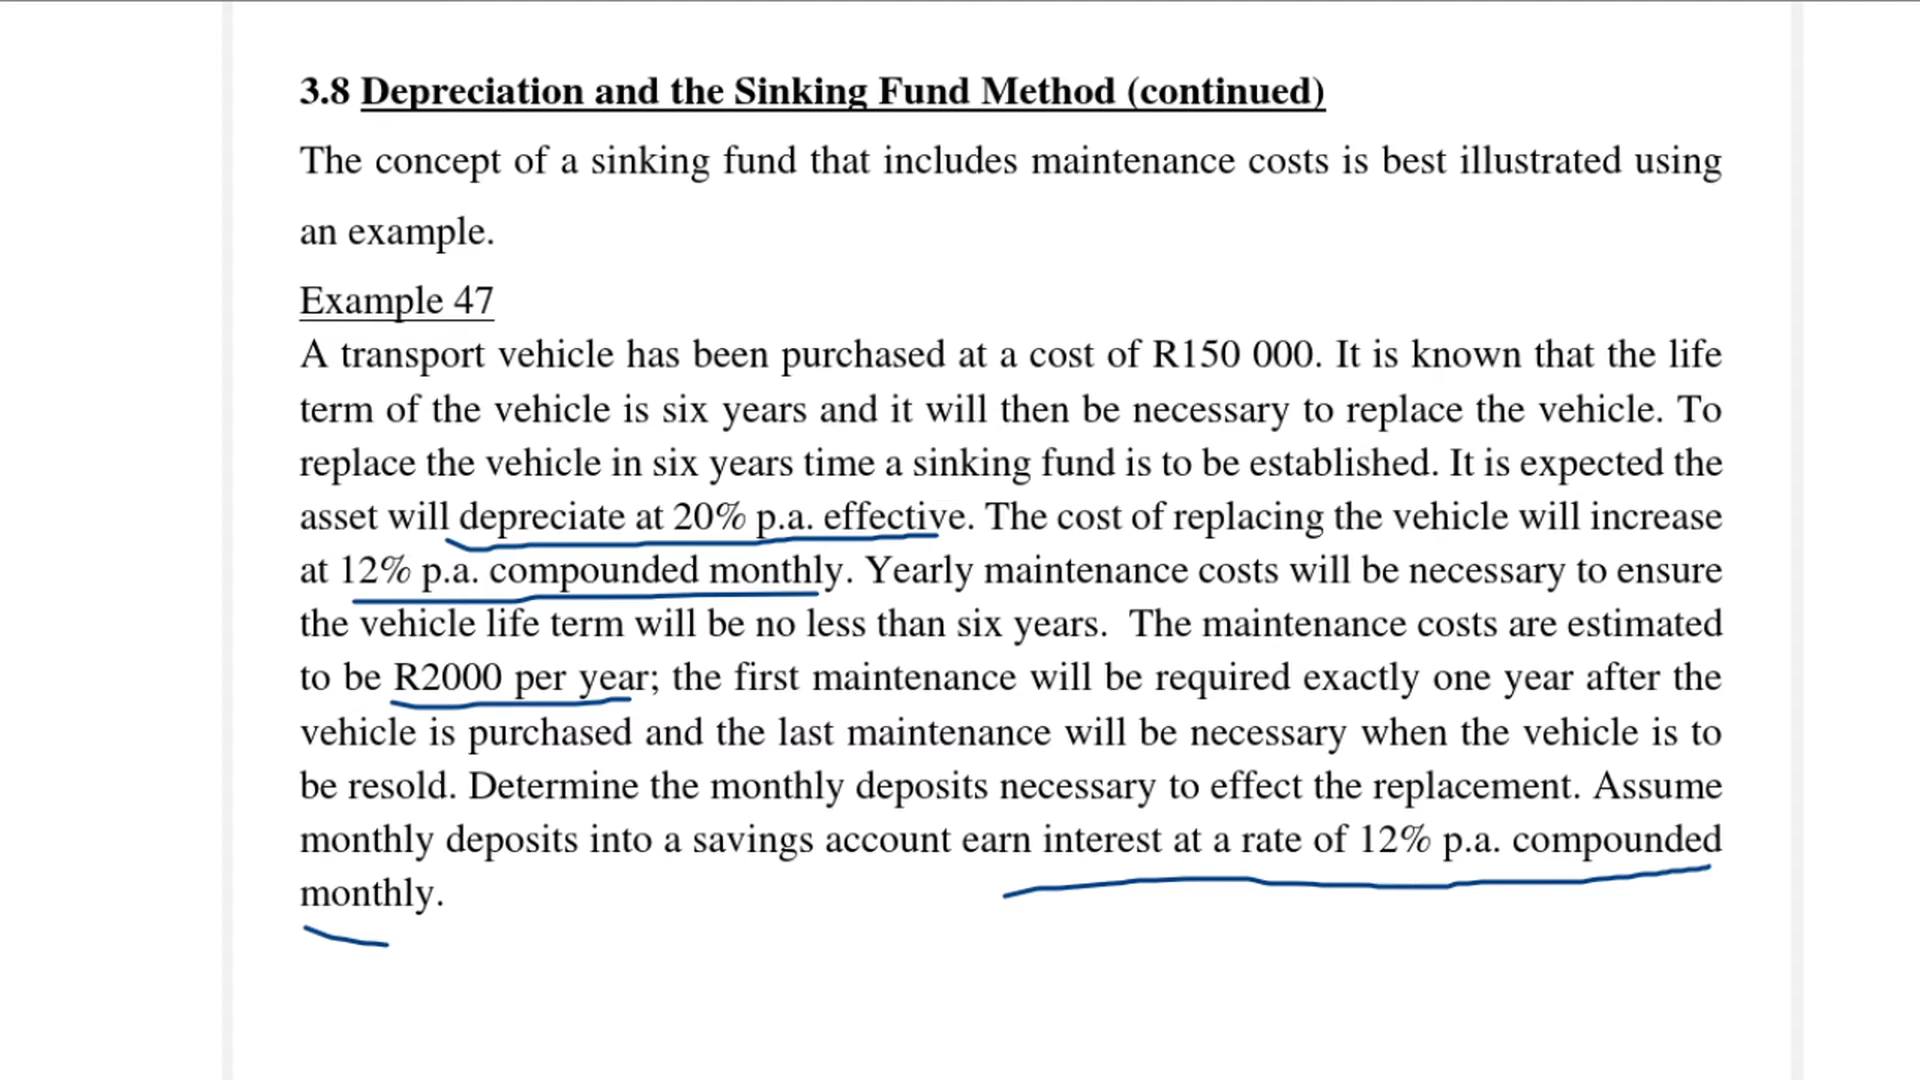 3.8 Depreciation and the Sinking Fund Method (continued)
The concept of a sinking fund that includes maintenance costs is best illustrated using
an example.
Example 47
A transport vehicle has been purchased at a cost of R150 000. It is known that the life
term of the vehicle is six years and it will then be necessary to replace the vehicle. To
replace the vehicle in six years time a sinking fund is to be established. It is expected the
asset will depreciate at 20% p.a. effective. The cost of replacing the vehicle will increase
at 12% p.a. compounded monthly. Yearly maintenance costs will be necessary to ensure
the vehicle life term will be no less than six years. The maintenance costs are estimated
to be R2000 per year; the first maintenance will be required exactly one year after the
vehicle is purchased and the last maintenance will be necessary when the vehicle is to
be resold. Determine the monthly deposits necessary to effect the replacement. Assume
monthly deposits into a savings account earn interest at a rate of 12% p.a. compounded
monthly.